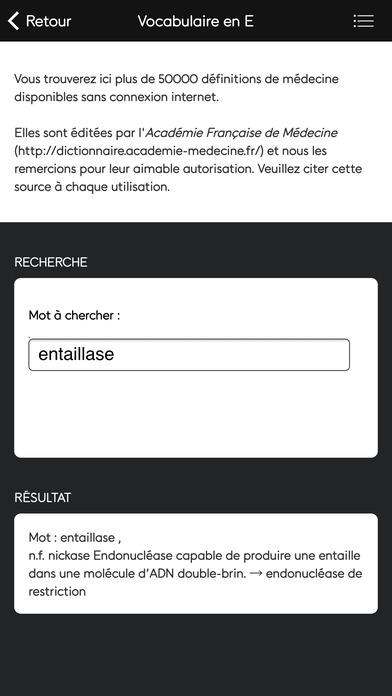 Retour Vocabulaire en E
Vous trouverez ici plus de 50000 définitions de médecine
disponibles sans connexion internet.
Elles sont éditées par l'Académie Française de Médecine
(http://dictionnaire.academie-medecine.fr/) et nous les
remercions pour leur aimable autorisation. Veuillez citer cette
source à chaque utilisation.
RECHERCHE
Mot à chercher :
entaillase
RÉSULTAT
Mot : entaillase ,
n.f. nickase Endonucléase capable de produire une entaille
dans une molécule d'ADN double-brin. → endonucléase de
restriction